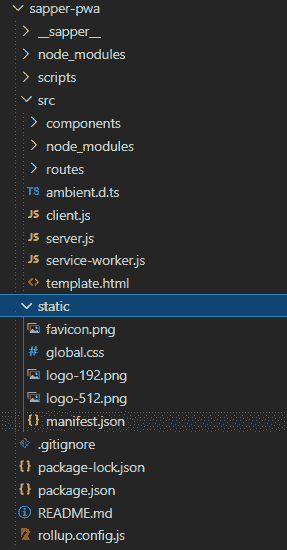 sapper-pwa
__sapper__
node_modules
scripts
src
components
node_modules
routes
TS ambient.d.ts
JS client.js
JS server.js
JS service-worker.js
<> template.html
static
favicon.png
# global.css
logo-192.png
logo-512.png
{} manifest.json
.gitignore
{} package-lock.json
{} package.json
README.md
rollup.config.js